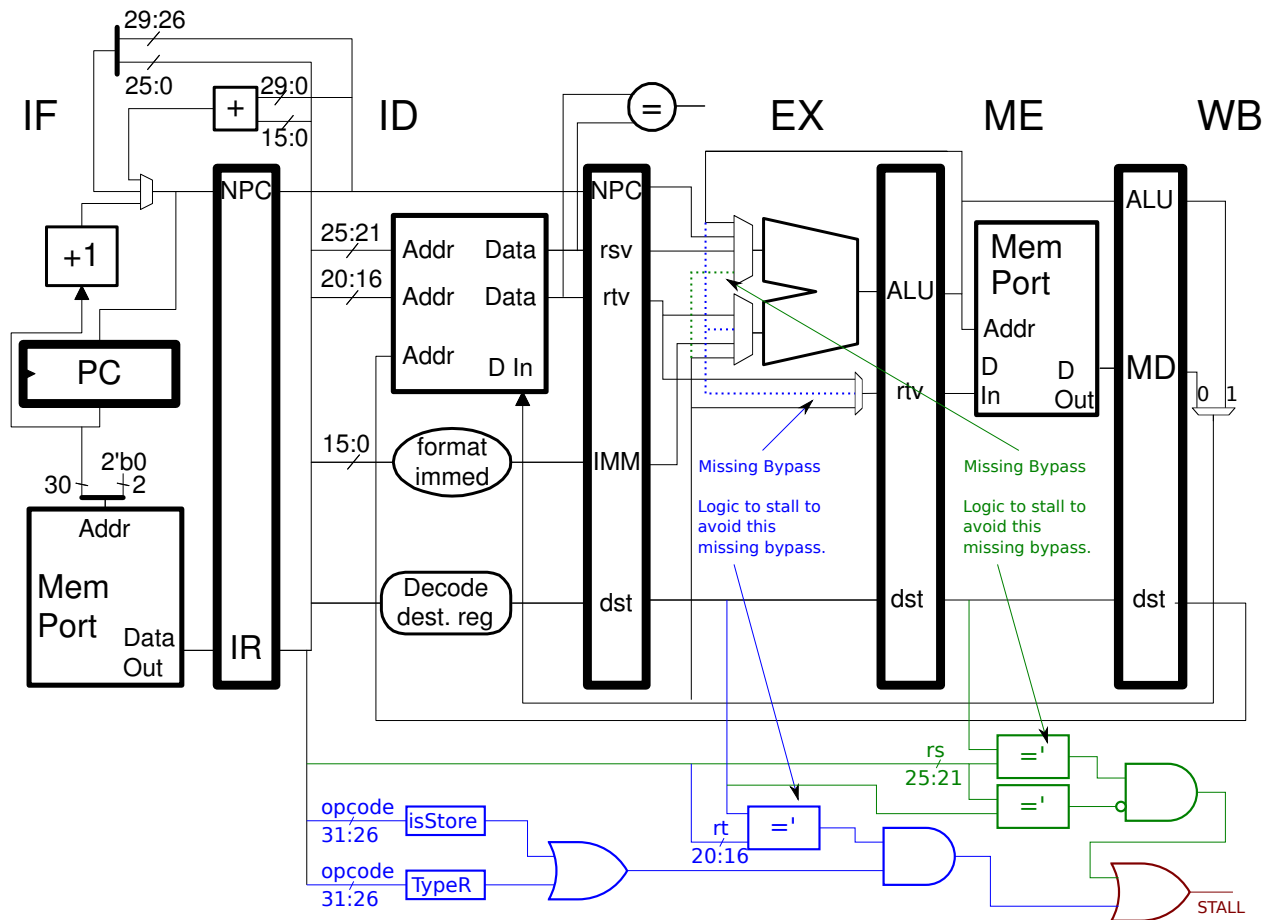 29:26
25:0
29:0
15:0
+
=
IF
ID
EX
ME
WB
NPC
NPC
ALU
+1
25:21
Addr
Data
rsv
20:16
Addr
Data
rtv
Addr
D In
Mem
Port
ALU
Addr
D
In
D
Out
MD
0
1
PC
rtv
15:0
format
immed
IMM
2'b0
30
2
Addr
Mem
Port
Data
Out
IR
Decode
dest. reg
dst
dst
dst
Missing Bypass
Logic to stall to
avoid this
missing bypass.
Missing Bypass
Logic to stall to
avoid this
missing bypass.
rs
25:21
='
='
opcode
31:26
isStore
rt
20:16
='
opcode
31:26
TypeR
STALL